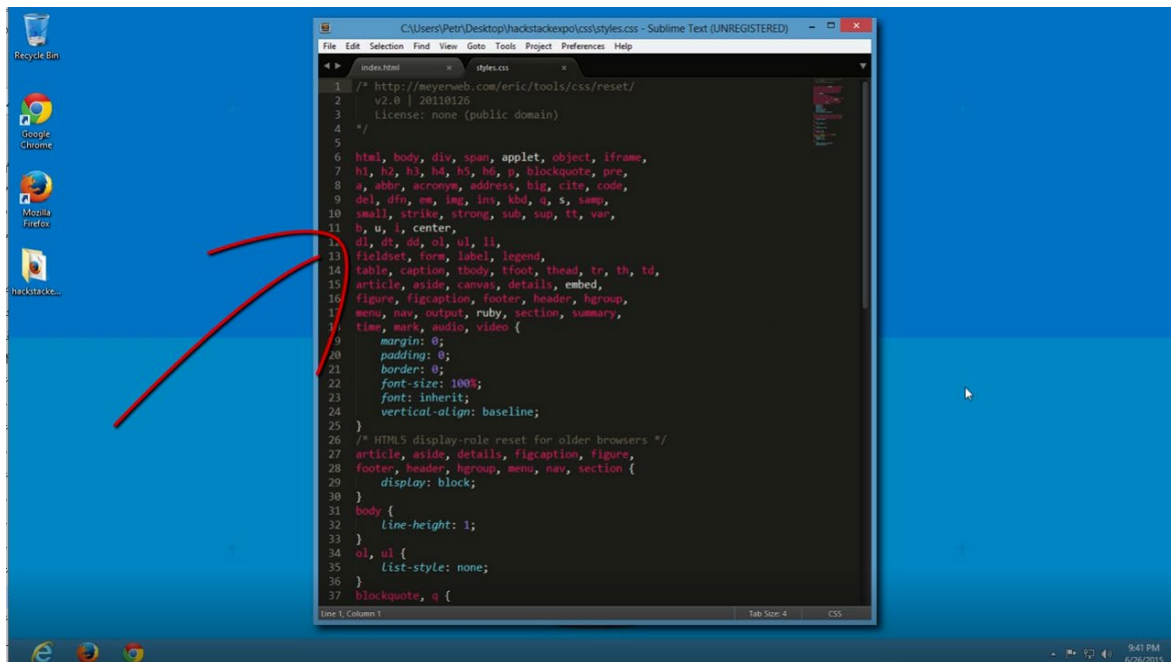 Recycle Bin
Google
Chrome
Mozilla
Firefox
hackstacke...
C:\Users\Petr\Desktop\hackstackexpo\css\styles.css - Sublime Text (UNREGISTERED)
File Edit Selection Find View Goto Tools Project Preferences Help
index.html × styles.css ×
1 /* http://meyerweb.com/eric/tools/css/reset/
2 v2.0 | 20110126
3 License: none (public domain)
4 */
5
6 html, body, div, span, applet, object, iframe,
7 h1, h2, h3, h4, h5, h6, p, blockquote, pre,
8 a, abbr, acronym, address, big, cite, code,
9 del, dfn, em, img, ins, kbd, q, s, samp,
10 small, strike, strong, sub, sup, tt, var,
11 b, u, i, center,
12 dl, dt, dd, ol, ul, li,
13 fieldset, form, label, legend,
14 table, caption, tbody, tfoot, thead, tr, th, td,
15 article, aside, canvas, details, embed,
16 figure, figcaption, footer, header, hgroup,
17 menu, nav, output, ruby, section, summary,
18 time, mark, audio, video {
19 margin: 0;
20 padding: 0;
21 border: 0;
22 font-size: 100%;
23 font: inherit;
24 vertical-align: baseline;
25 }
26 /* HTML5 display-role reset for older browsers */
27 article, aside, details, figcaption, figure,
28 footer, header, hgroup, menu, nav, section {
29 display: block;
30 }
31 body {
32 line-height: 1;
33 }
34 ol, ul {
35 list-style: none;
36 }
37 blockquote, q {
Line 1, Column 1 Tab Size: 4 CSS
9:41 PM
6/26/2015